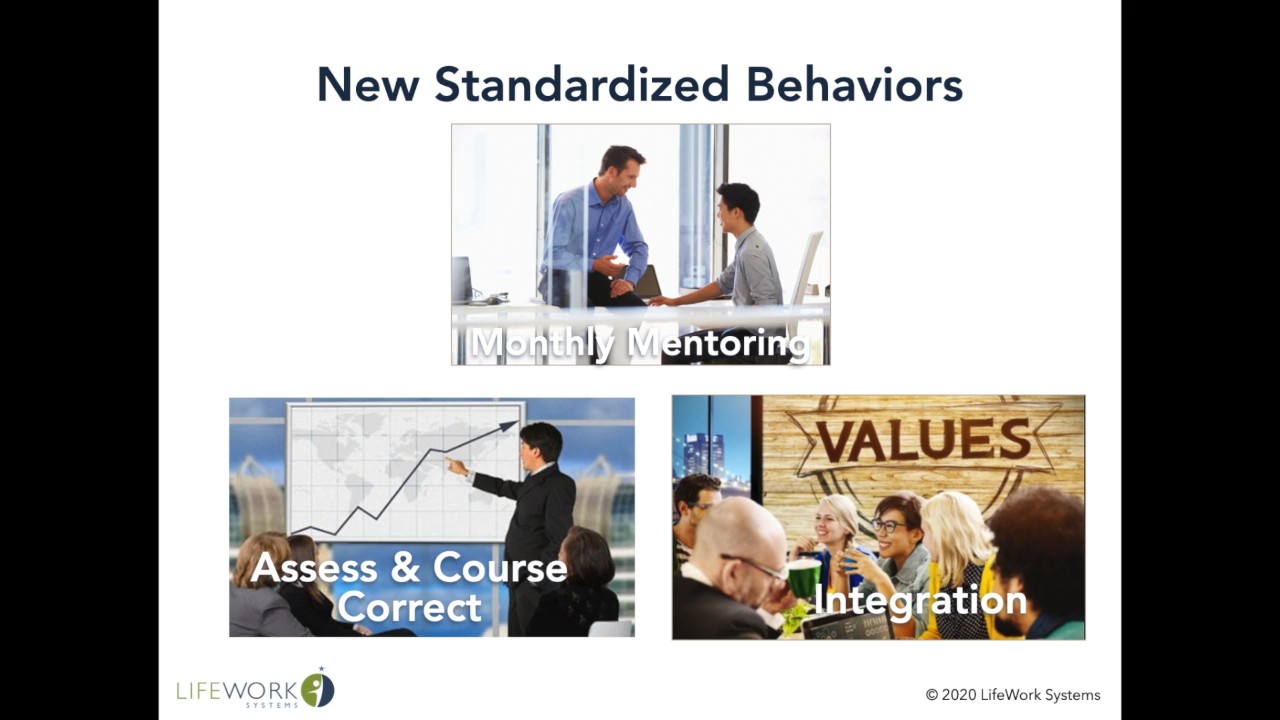 New Standardized Behaviors
Monthly Mentoring
Assess & Course
Correct
VALUES
Integration
LIFEWORK
SYSTEMS
© 2020 LifeWork Systems